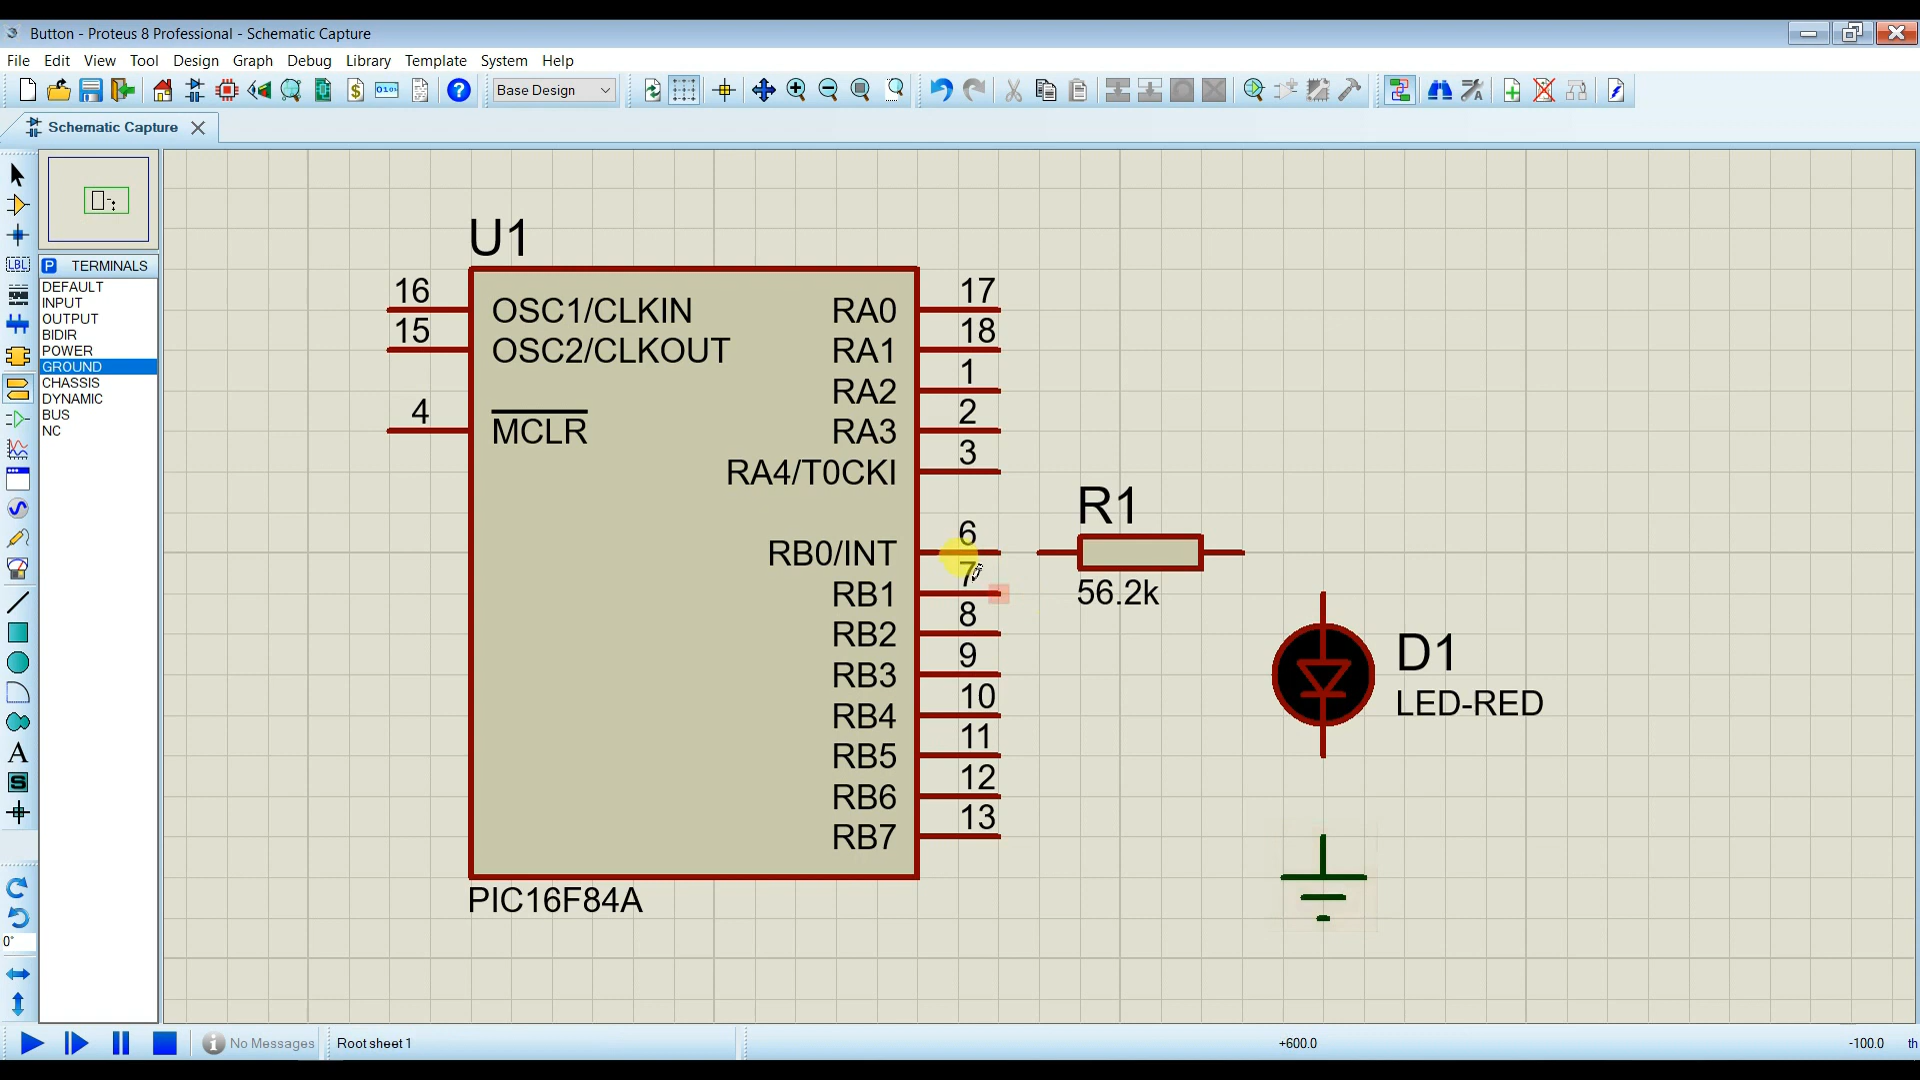 Button - Proteus 8 Professional - Schematic Capture
File Edit View Tool Design Graph Debug Library Template System Help
Base Design
Schematic Capture
LBL
P TERMINALS
DEFAULT
INPUT
OUTPUT
BIDIR
POWER
GROUND
CHASSIS
DYNAMIC
BUS
NC
A
S
0°
U1
16 OSC1/CLKIN RA0 17
15 OSC2/CLKOUT RA1 18
RA2 1
4 MCLR RA3 2
RA4/T0CKI 3
RB0/INT 6
RB1 7
RB2 8
RB3 9
RB4 10
RB5 11
RB6 12
RB7 13
PIC16F84A
R1
56.2k
D1
LED-RED
No Messages Root sheet 1 +600.0 -100.0 th